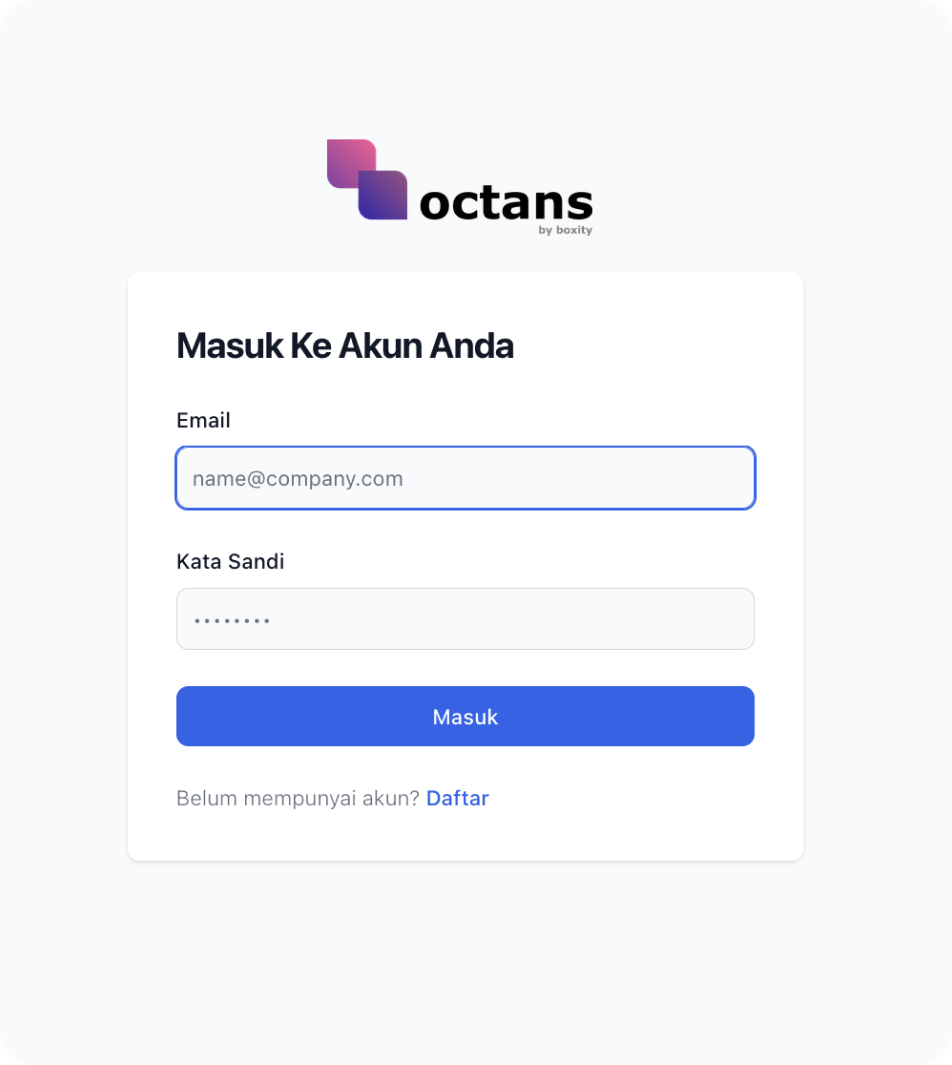 octans
by boxity
Masuk Ke Akun Anda
Email
name@company.com
Kata Sandi
••••••••
Masuk
Belum mempunyai akun? Daftar